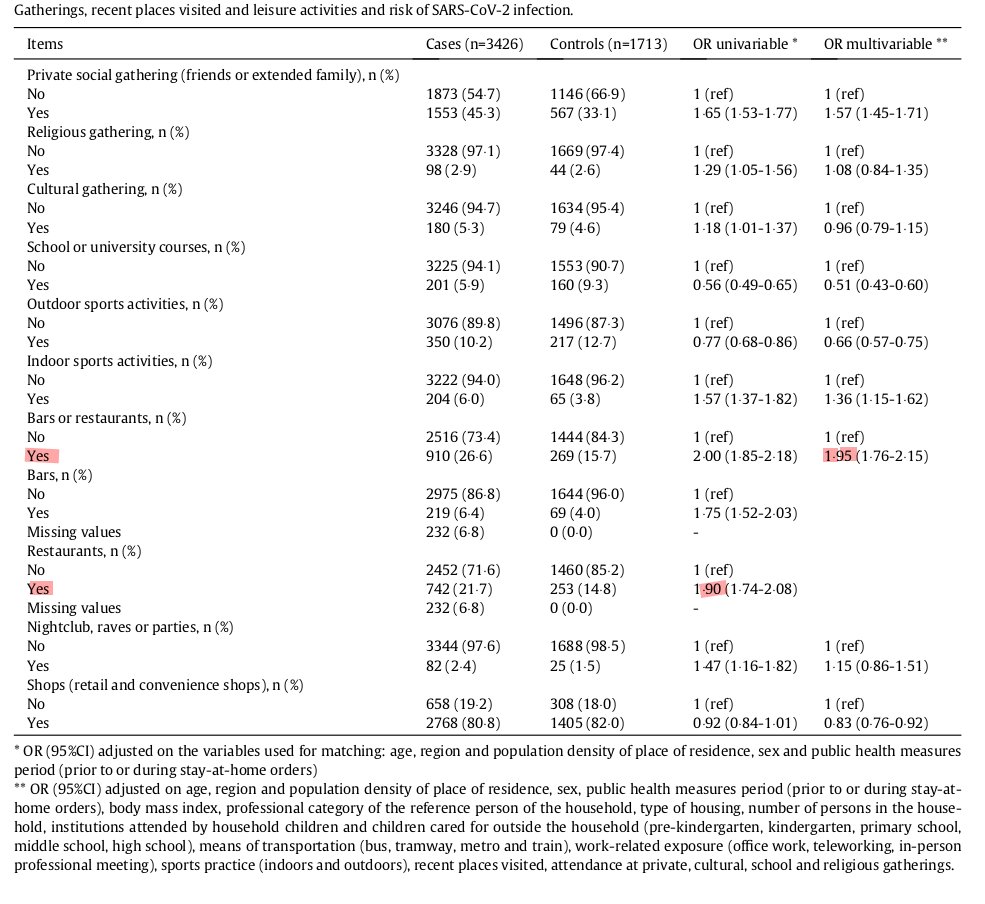 Gatherings, recent places visited and leisure activities and risk of SARS-CoV-2 infection.
Items Cases (n=3426) Controls (n=1713) OR univariable * OR multivariable **
Private social gathering (friends or extended family), n (%)
No 1873 (54·7) 1146 (66·9) 1 (ref) 1 (ref)
Yes 1553 (45·3) 567 (33·1) 1·65 (1·53-1·77) 1·57 (1·45-1·71)
Religious gathering, n (%)
No 3328 (97·1) 1669 (97·4) 1 (ref) 1 (ref)
Yes 98 (2·9) 44 (2·6) 1·29 (1·05-1·56) 1·08 (0·84-1·35)
Cultural gathering, n (%)
No 3246 (94·7) 1634 (95·4) 1 (ref) 1 (ref)
Yes 180 (5·3) 79 (4·6) 1·18 (1·01-1·37) 0·96 (0·79-1·15)
School or university courses, n (%)
No 3225 (94·1) 1553 (90·7) 1 (ref) 1 (ref)
Yes 201 (5·9) 160 (9·3) 0·56 (0·49-0·65) 0·51 (0·43-0·60)
Outdoor sports activities, n (%)
No 3076 (89·8) 1496 (87·3) 1 (ref) 1 (ref)
Yes 350 (10·2) 217 (12·7) 0·77 (0·68-0·86) 0·66 (0·57-0·75)
Indoor sports activities, n (%)
No 3222 (94·0) 1648 (96·2) 1 (ref) 1 (ref)
Yes 204 (6·0) 65 (3·8) 1·57 (1·37-1·82) 1·36 (1·15-1·62)
Bars or restaurants, n (%)
No 2516 (73·4) 1444 (84·3) 1 (ref) 1 (ref)
Yes 910 (26·6) 269 (15·7) 2·00 (1·85-2·18) 1·95 (1·76-2·15)
Bars, n (%)
No 2975 (86·8) 1644 (96·0) 1 (ref)
Yes 219 (6·4) 69 (4·0) 1·75 (1·52-2·03)
Missing values 232 (6·8) 0 (0·0) -
Restaurants, n (%)
No 2452 (71·6) 1460 (85·2) 1 (ref)
Yes 742 (21·7) 253 (14·8) 1·90 (1·74-2·08)
Missing values 232 (6·8) 0 (0·0) -
Nightclub, raves or parties, n (%)
No 3344 (97·6) 1688 (98·5) 1 (ref) 1 (ref)
Yes 82 (2·4) 25 (1·5) 1·47 (1·16-1·82) 1·15 (0·86-1·51)
Shops (retail and convenience shops), n (%)
No 658 (19·2) 308 (18·0) 1 (ref) 1 (ref)
Yes 2768 (80·8) 1405 (82·0) 0·92 (0·84-1·01) 0·83 (0·76-0·92)
* OR (95%CI) adjusted on the variables used for matching: age, region and population density of place of residence, sex and public health measures
period (prior to or during stay-at-home orders)
** OR (95%CI) adjusted on age, region and population density of place of residence, sex, public health measures period (prior to or during stay-at-
home orders), body mass index, professional category of the reference person of the household, type of housing, number of persons in the house-
hold, institutions attended by household children and children cared for outside the household (pre-kindergarten, kindergarten, primary school,
middle school, high school), means of transportation (bus, tramway, metro and train), work-related exposure (office work, teleworking, in-person
professional meeting), sports practice (indoors and outdoors), recent places visited, attendance at private, cultural, school and religious gatherings.